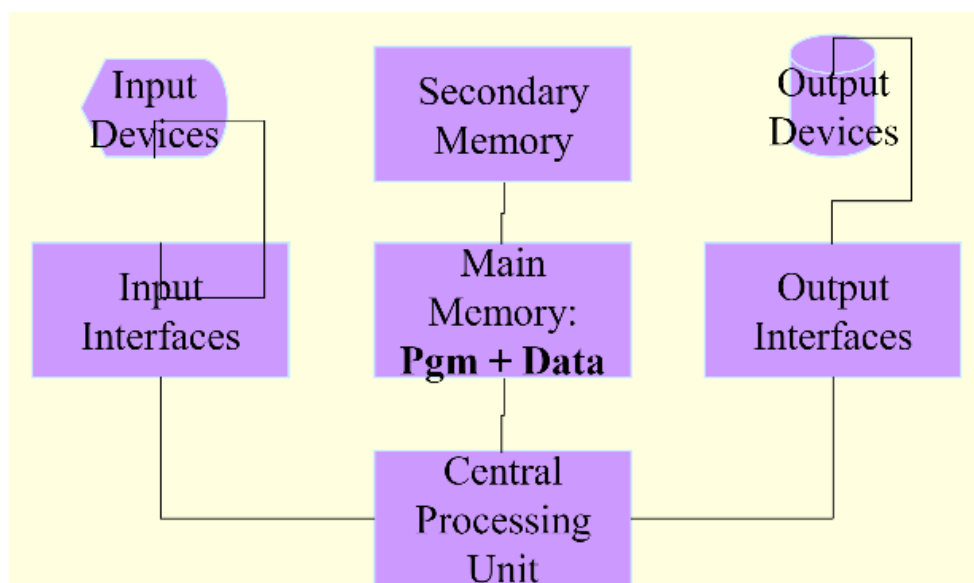 Input
Devices
Secondary
Memory
Output
Devices
Input
Interfaces
Main
Memory:
Pgm + Data
Output
Interfaces
Central
Processing
Unit